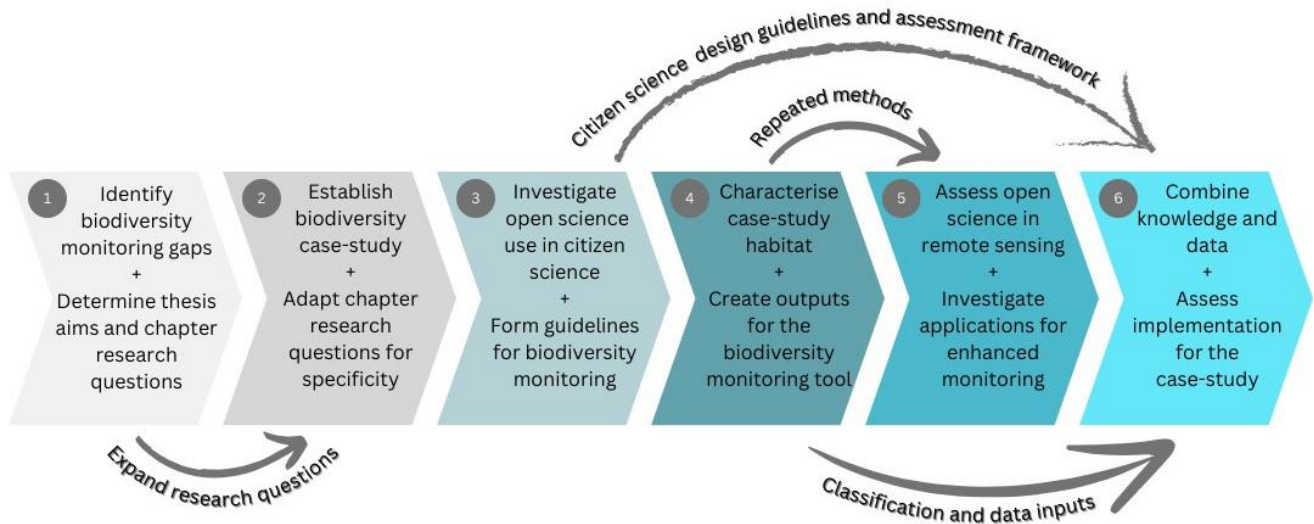 Citizen science design guidelines and assessment framework
Repeated methods
1
Identify
biodiversity
monitoring gaps
+
Determine thesis
aims and chapter
research
questions
2
Establish
biodiversity
case-study
+
Adapt chapter
research
questions for
specificity
3
Investigate
open science
use in citizen
science
+
Form guidelines
for biodiversity
monitoring
4
Characterise
case-study
habitat
+
Create outputs
for the
biodiversity
monitoring tool
5
Assess open
science in
remote sensing
+
Investigate
applications for
enhanced
monitoring
6
Combine
knowledge and
data
+
Assess
implementation
for the
case-study
Expand research questions
Classification and data inputs